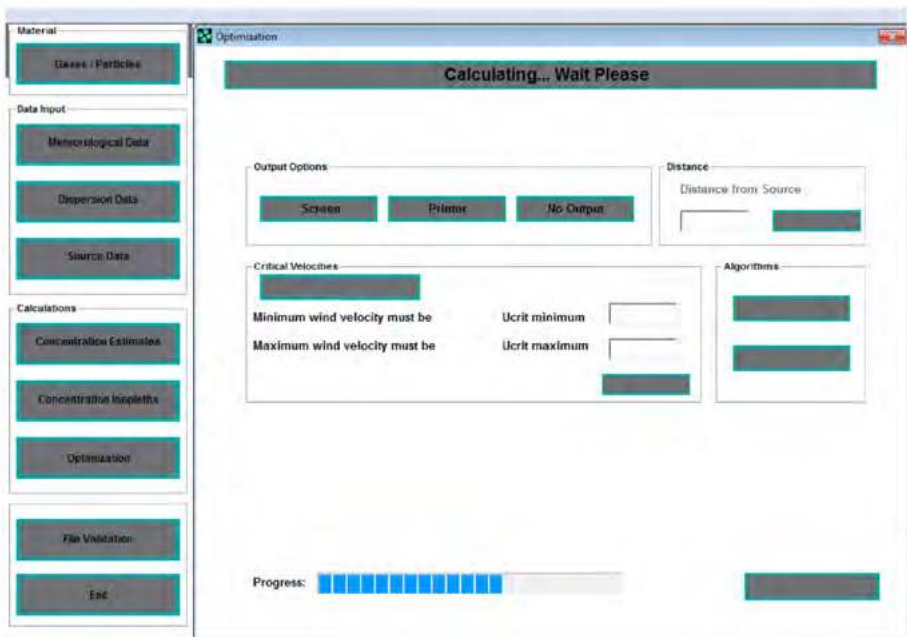 Material
Gases / Particles
Data Input
Meteorological Data
Dispersion Data
Source Data
Calculations
Concentration Estimates
Concentration Isopleths
Optimization
File Validation
End
Optimization
Calculating... Wait Please
Output Options
Screen
Printer
No Output
Distance
Distance from Source
Critical Velocities
Minimum wind velocity must be
Ucrit minimum
Maximum wind velocity must be
Ucrit maximum
Algorithms
Progress: